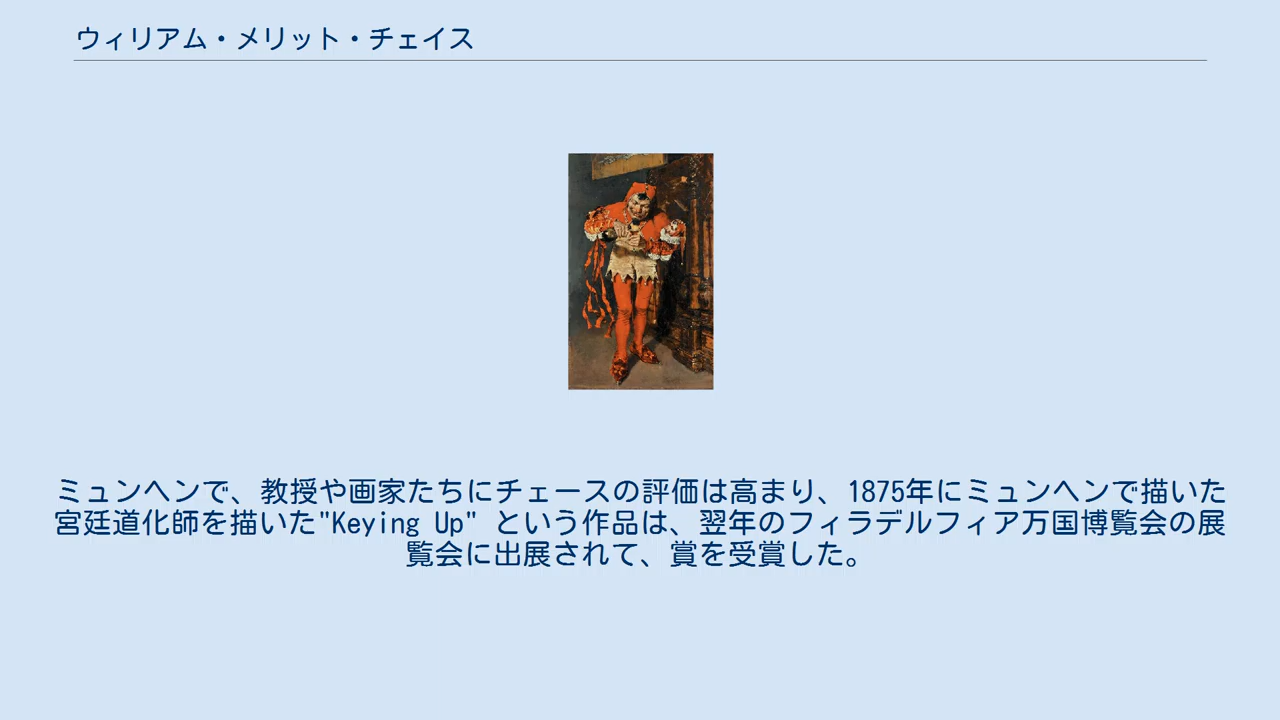 ウィリアム・メリット・チェイス
ミュンヘンで、教授や画家たちにチェースの評価は高まり、1875年にミュンヘンで描いた
宮廷道化師を描いた"Keying Up" という作品は、翌年のフィラデルフィア万国博覧会の展
覧会に出展されて、賞を受賞した。